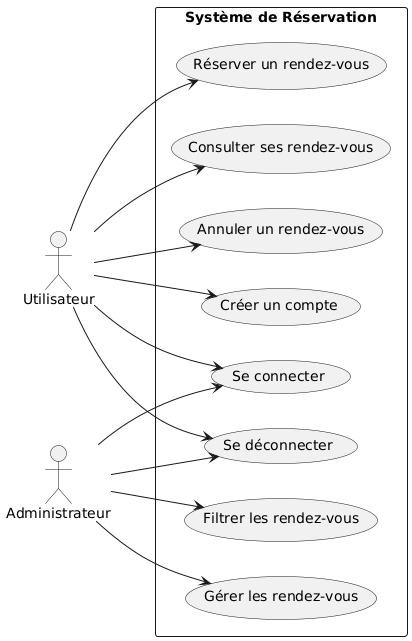 Système de Réservation
Réserver un rendez-vous
Consulter ses rendez-vous
Annuler un rendez-vous
Utilisateur
Créer un compte
Se connecter
Se déconnecter
Administrateur
Filtrer les rendez-vous
Gérer les rendez-vous